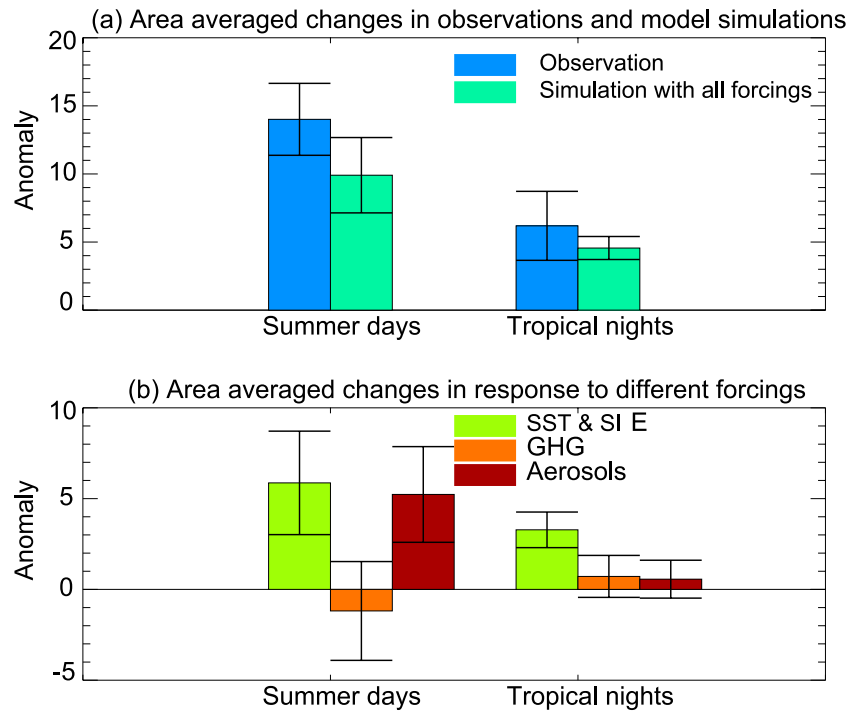 (a) Area averaged changes in observations and model simulations
20
15
10
5
0
Anomaly
Observation
Simulation with all forcings
Summer days
Tropical nights
(b) Area averaged changes in response to different forcings
10
5
0
-5
Anomaly
SST & SI E
GHG
Aerosols
Summer days
Tropical nights